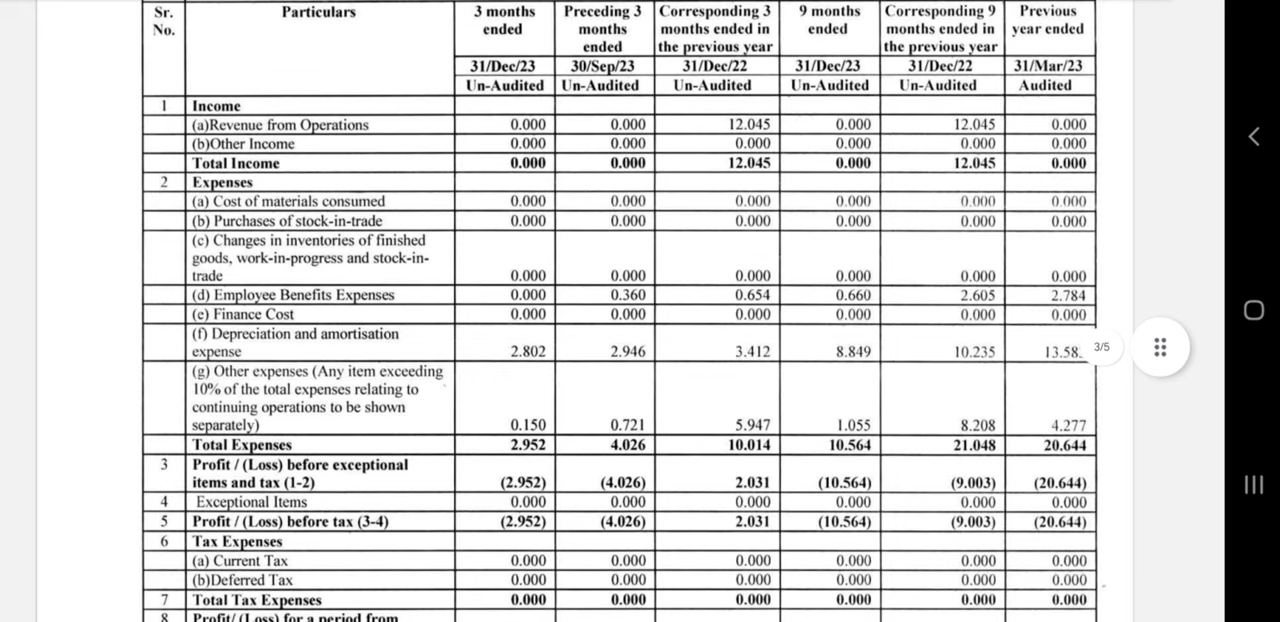 Sr. No. Particulars 3 months ended Preceding 3 months ended Corresponding 3 months ended in the previous year 9 months ended Corresponding 9 months ended in the previous year Previous year ended
31/Dec/23 30/Sep/23 31/Dec/22 31/Dec/23 31/Dec/22 31/Mar/23
Un-Audited Un-Audited Un-Audited Un-Audited Un-Audited Audited
1 Income
(a)Revenue from Operations 0.000 0.000 12.045 0.000 12.045 0.000
(b)Other Income 0.000 0.000 0.000 0.000 0.000 0.000
Total Income 0.000 0.000 12.045 0.000 12.045 0.000
2 Expenses
(a) Cost of materials consumed 0.000 0.000 0.000 0.000 0.000 0.000
(b) Purchases of stock-in-trade 0.000 0.000 0.000 0.000 0.000 0.000
(c) Changes in inventories of finished
goods, work-in-progress and stock-in-
trade 0.000 0.000 0.000 0.000 0.000 0.000
(d) Employee Benefits Expenses 0.000 0.360 0.654 0.660 2.605 2.784
(e) Finance Cost 0.000 0.000 0.000 0.000 0.000 0.000
(f) Depreciation and amortisation
expense 2.802 2.946 3.412 8.849 10.235 13.58
3/5
(g) Other expenses (Any item exceeding
10% of the total expenses relating to
continuing operations to be shown
separately) 0.150 0.721 5.947 1.055 8.208 4.277
Total Expenses 2.952 4.026 10.014 10.564 21.048 20.644
3 Profit / (Loss) before exceptional
items and tax (1-2) (2.952) (4.026) 2.031 (10.564) (9.003) (20.644)
4 Exceptional Items 0.000 0.000 0.000 0.000 0.000 0.000
5 Profit / (Loss) before tax (3-4) (2.952) (4.026) 2.031 (10.564) (9.003) (20.644)
6 Tax Expenses
(a) Current Tax 0.000 0.000 0.000 0.000 0.000 0.000
(b)Deferred Tax 0.000 0.000 0.000 0.000 0.000 0.000
7 Total Tax Expenses 0.000 0.000 0.000 0.000 0.000 0.000
8 Profit/ (Loss) for a period from